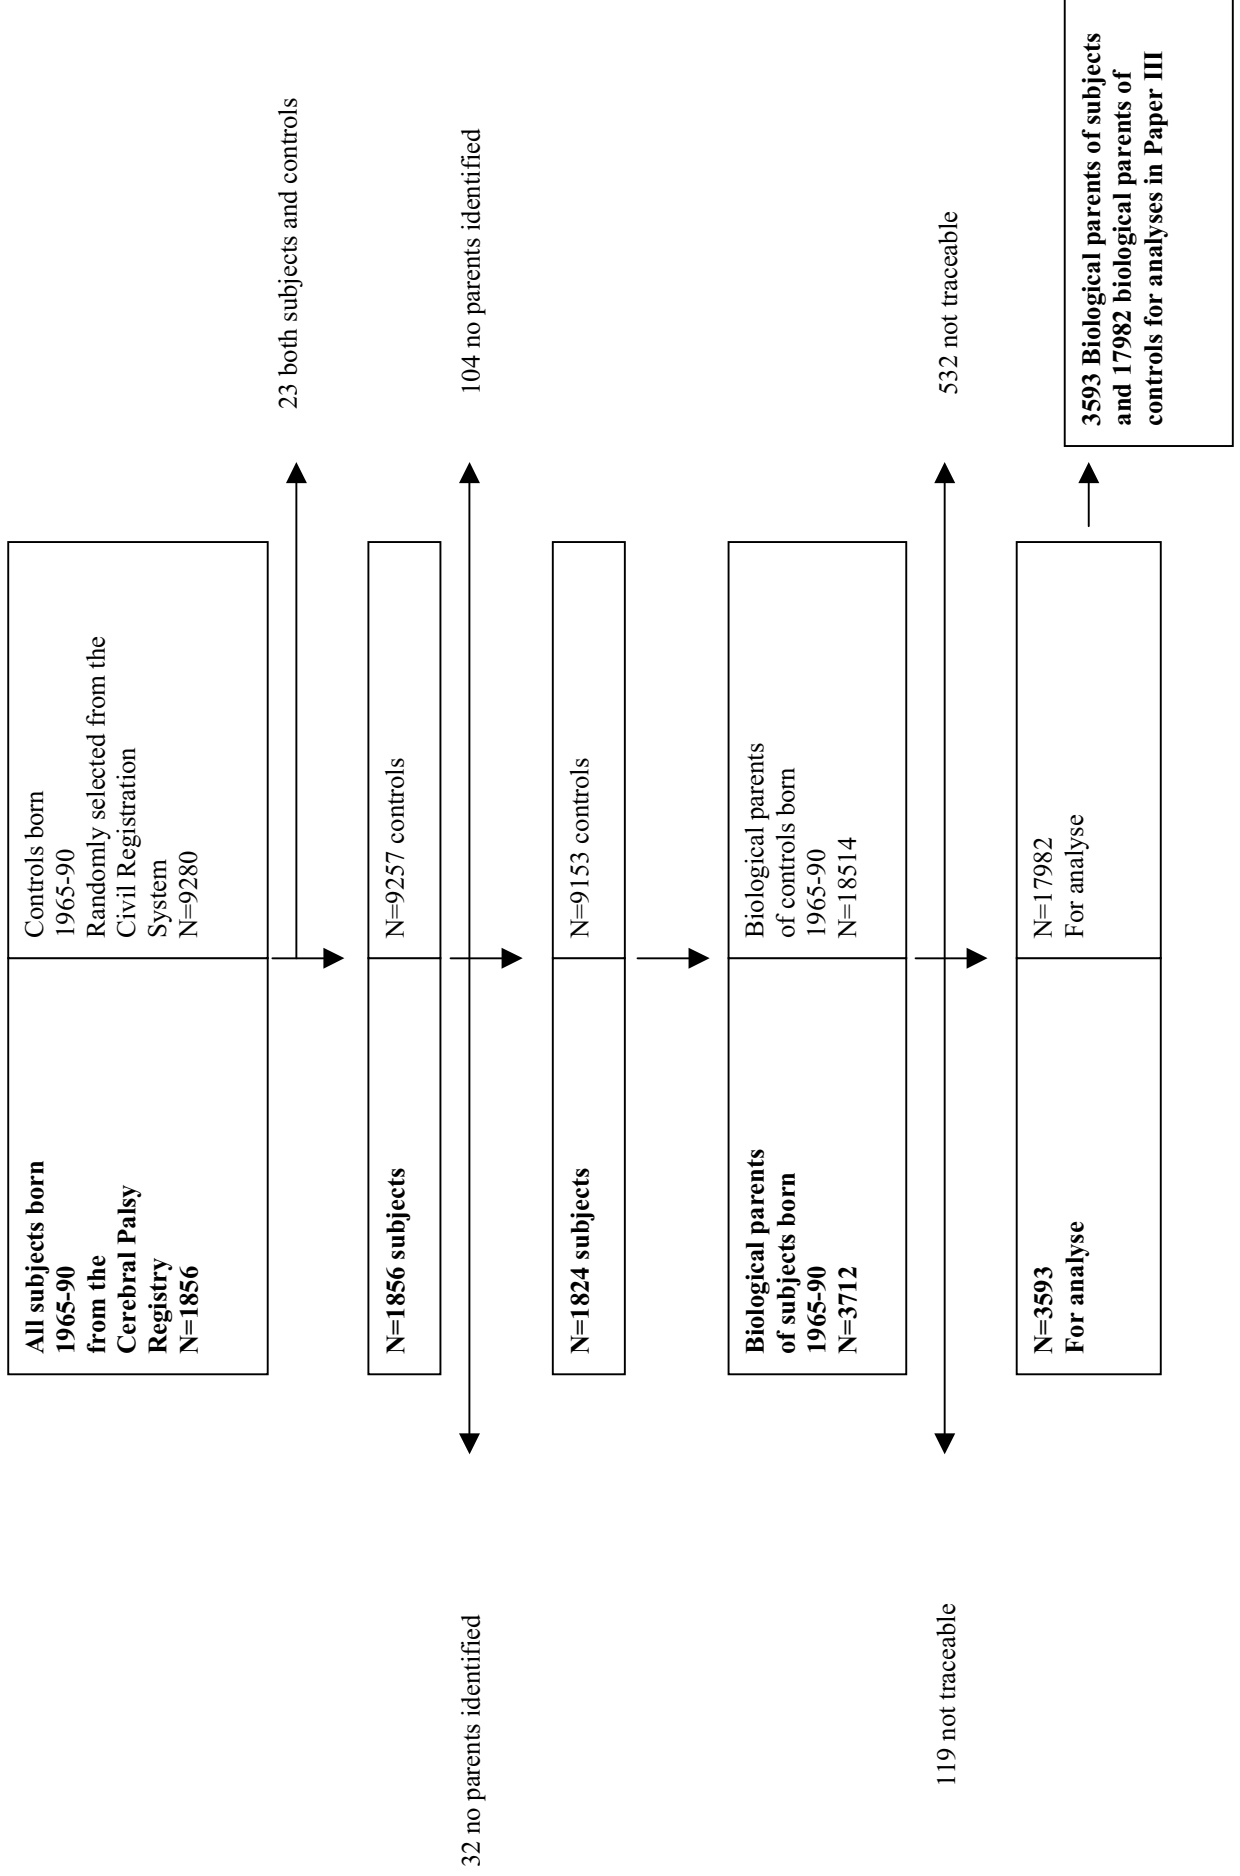 All subjects born
1965-90
from the
Cerebral Palsy
Registry
N=1856
Controls born
1965-90
Randomly selected from the
Civil Registration
System
N=9280
23 both subjects and controls
N=1856 subjects
N=9257 controls
32 no parents identified
104 no parents identified
N=1824 subjects
N=9153 controls
Biological parents
of subjects born
1965-90
N=3712
Biological parents
of controls born
1965-90
N=18514
119 not traceable
532 not traceable
N=3593
For analyse
N=17982
For analyse
3593 Biological parents of subjects
and 17982 biological parents of
controls for analyses in Paper III